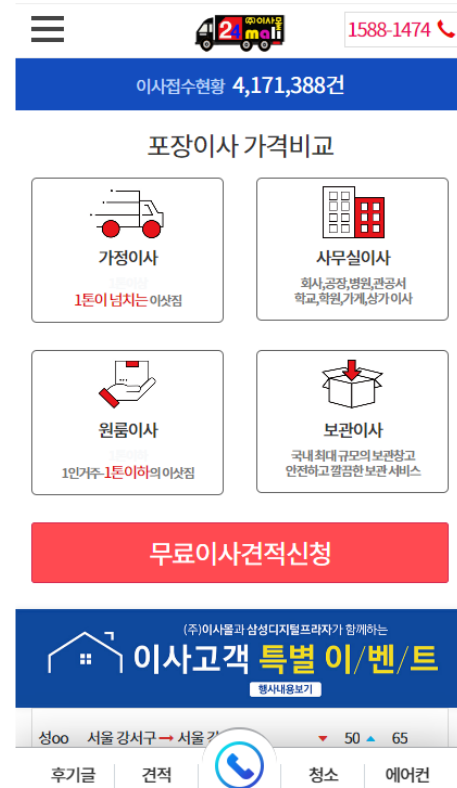 24 mall
(주)이사몰
1588-1474
이사접수현황 4,171,388건
포장이사 가격비교
가정이사
1톤이 넘치는 이삿짐
사무실이사
회사,공장,병원,관공서
학교,학원,가게,상가 이사
원룸이사
1인거주-1톤이하의 이삿짐
보관이사
국내 최대 규모의 보관창고
안전하고 깔끔한 보관 서비스
무료이사견적신청
(주)이사몰과 삼성디지털프라자가 함께하는
이사고객 특별 이/벤/트
행사내용보기
성oo 서울 강서구 → 서울 ▼ 50 ▲ 65
후기글 견적 청소 에어컨